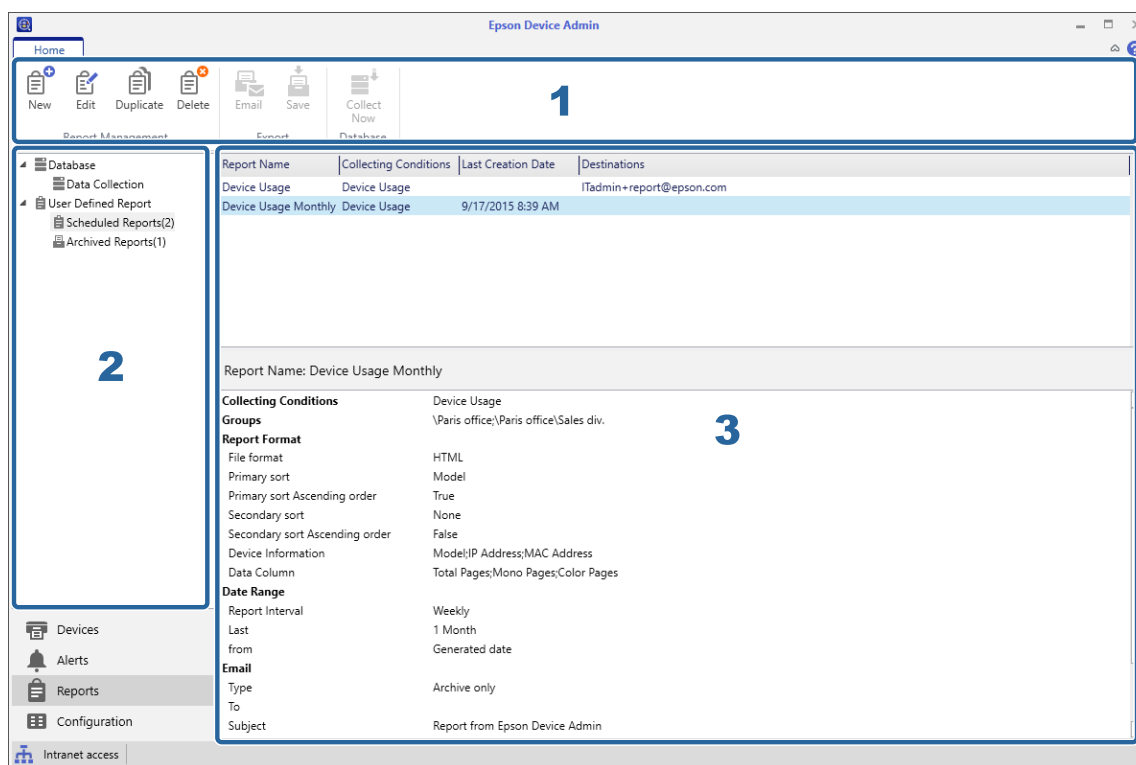 Epson Device Admin
Home
New Edit Duplicate Delete Email Save Collect Now
Report Management Export Database
1
Database
Data Collection
User Defined Report
Scheduled Reports(2)
Archived Reports(1)
2
Devices
Alerts
Reports
Configuration
Report Name Collecting Conditions Last Creation Date Destinations
Device Usage Device Usage ITadmin+report@epson.com
Device Usage Monthly Device Usage 9/17/2015 8:39 AM
Report Name: Device Usage Monthly
3
Collecting Conditions Device Usage
Groups \Paris office;\Paris office\Sales div.
Report Format
File format HTML
Primary sort Model
Primary sort Ascending order True
Secondary sort None
Secondary sort Ascending order False
Device Information Model;IP Address;MAC Address
Data Column Total Pages;Mono Pages;Color Pages
Date Range
Report Interval Weekly
Last 1 Month
from Generated date
Email
Type Archive only
To
Subject Report from Epson Device Admin
Intranet access